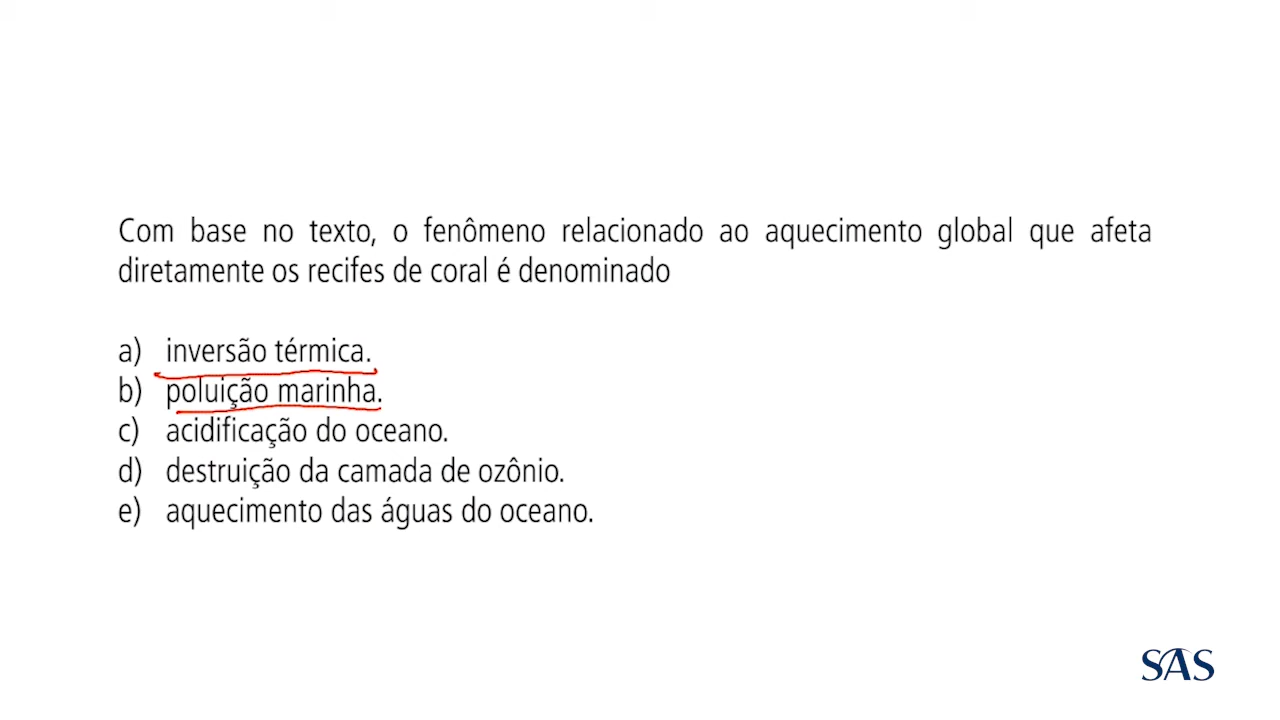 Com base no texto, o fenômeno relacionado ao aquecimento global que afeta
diretamente os recifes de coral é denominado
a) inversão térmica.
b) poluição marinha.
c) acidificação do oceano.
d) destruição da camada de ozônio.
e) aquecimento das águas do oceano.
SAS